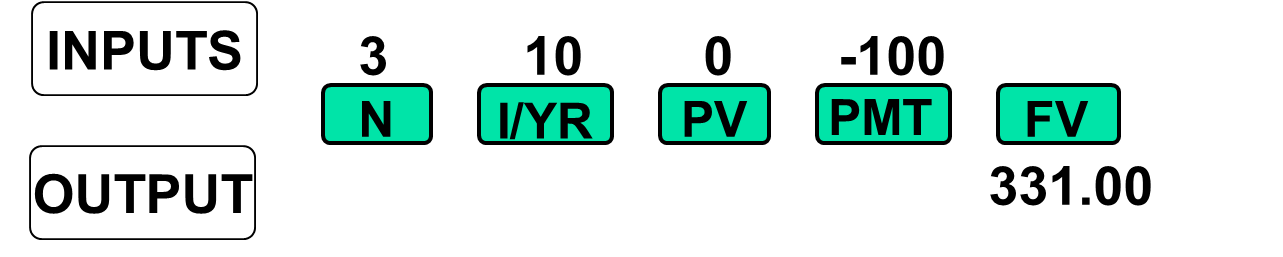 INPUTS 3 10 0 -100
N I/YR PV PMT FV
OUTPUT 331.00